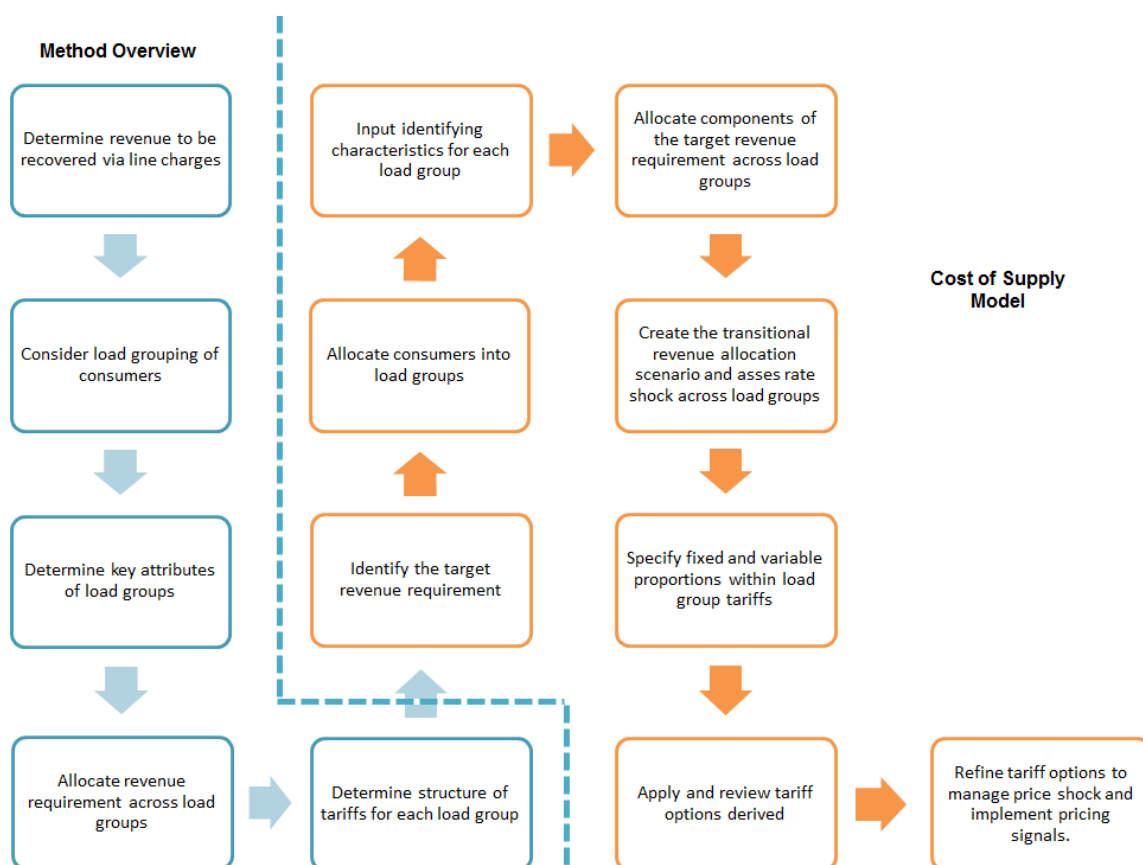 Method Overview
Determine revenue to be
recovered via line charges
Consider load grouping of
consumers
Determine key attributes
of load groups
Allocate revenue
requirement across load
groups
Determine structure of
tariffs for each load group
Identify the target
revenue requirement
Allocate consumers into
load groups
Input identifying
characteristics for each
load group
Allocate components of
the target revenue
requirement across load
groups
Create the transitional
revenue allocation
scenario and asses rate
shock across load groups
Specify fixed and variable
proportions within load
group tariffs
Apply and review tariff
options derived
Refine tariff options to
manage price shock and
implement pricing
signals.
Cost of Supply
Model